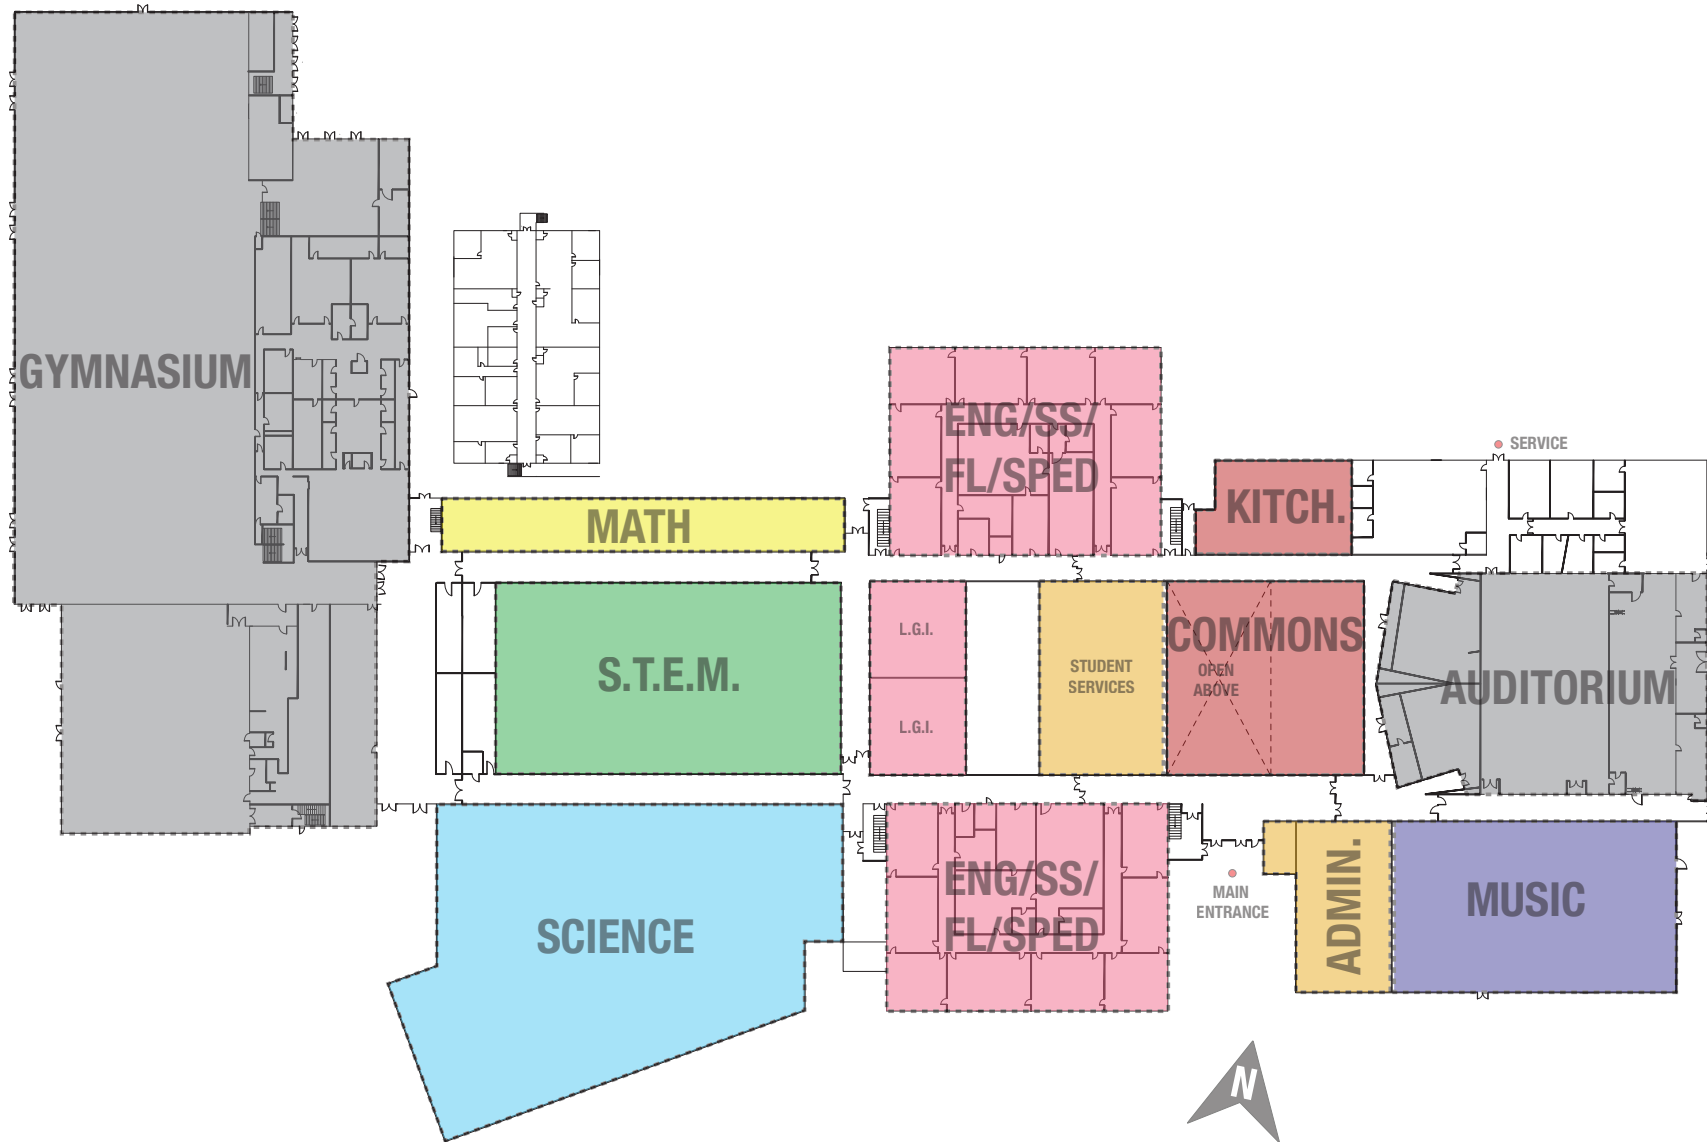 GYMNASIUM
ENG/SS/
FL/SPED
SERVICE
KITCH.
MATH
L.G.I.
COMMONS
OPEN
ABOVE
STUDENT
SERVICES
S.T.E.M.
AUDITORIUM
L.G.I.
ENG/SS/
FL/SPED
MAIN
ENTRANCE
ADMIN.
MUSIC
SCIENCE
N